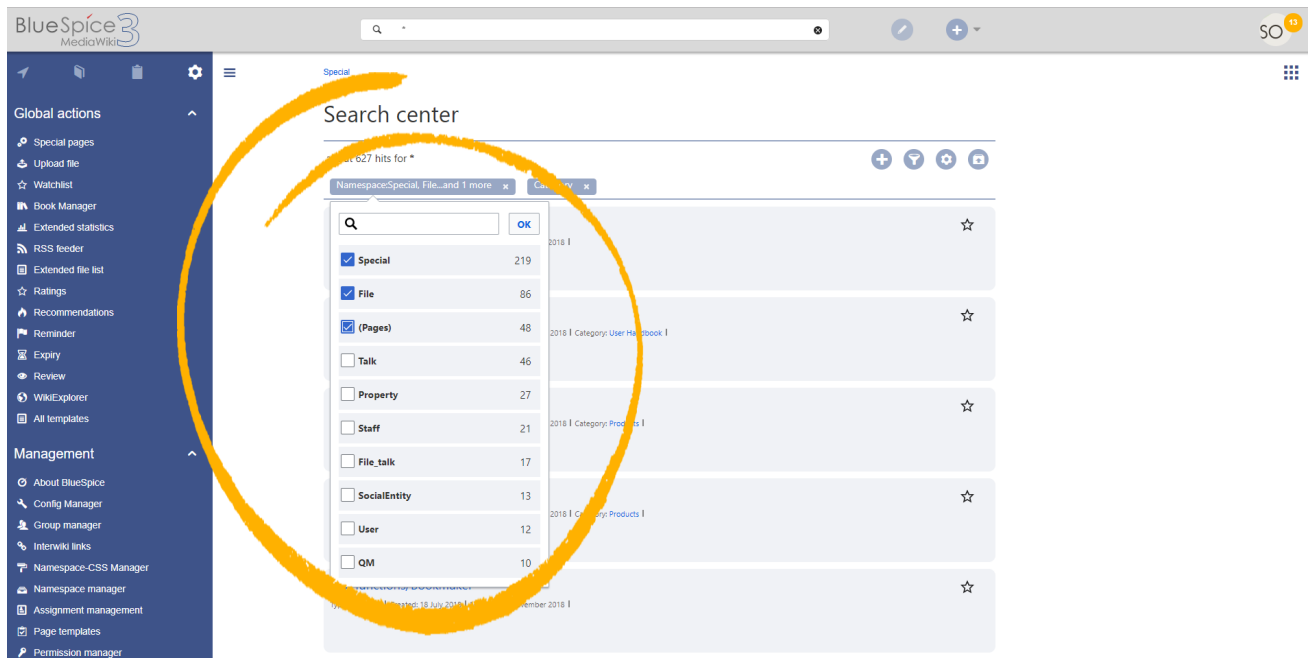 BlueSpice 3
MediaWiki
SO
13
Special
Global actions
Special pages
Upload file
Watchlist
Book Manager
Extended statistics
RSS feeder
Extended file list
Ratings
Recommendations
Reminder
Expiry
Review
WikiExplorer
All templates
Management
About BlueSpice
Config Manager
Group manager
Interwiki links
Namespace-CSS Manager
Namespace manager
Assignment management
Page templates
Permission manager
Search center
627 hits for *
Namespace:Special, File...and 1 more x
x
OK
Special 219
File 86
(Pages) 48
Talk 46
Property 27
Staff 21
File_talk 17
SocialEntity 13
User 12
QM 10
2018 |
2018 | Category: User Handbook |
2018 | Category: Products |
2018 | Category: Products |
18 July 2018 |
2018 |